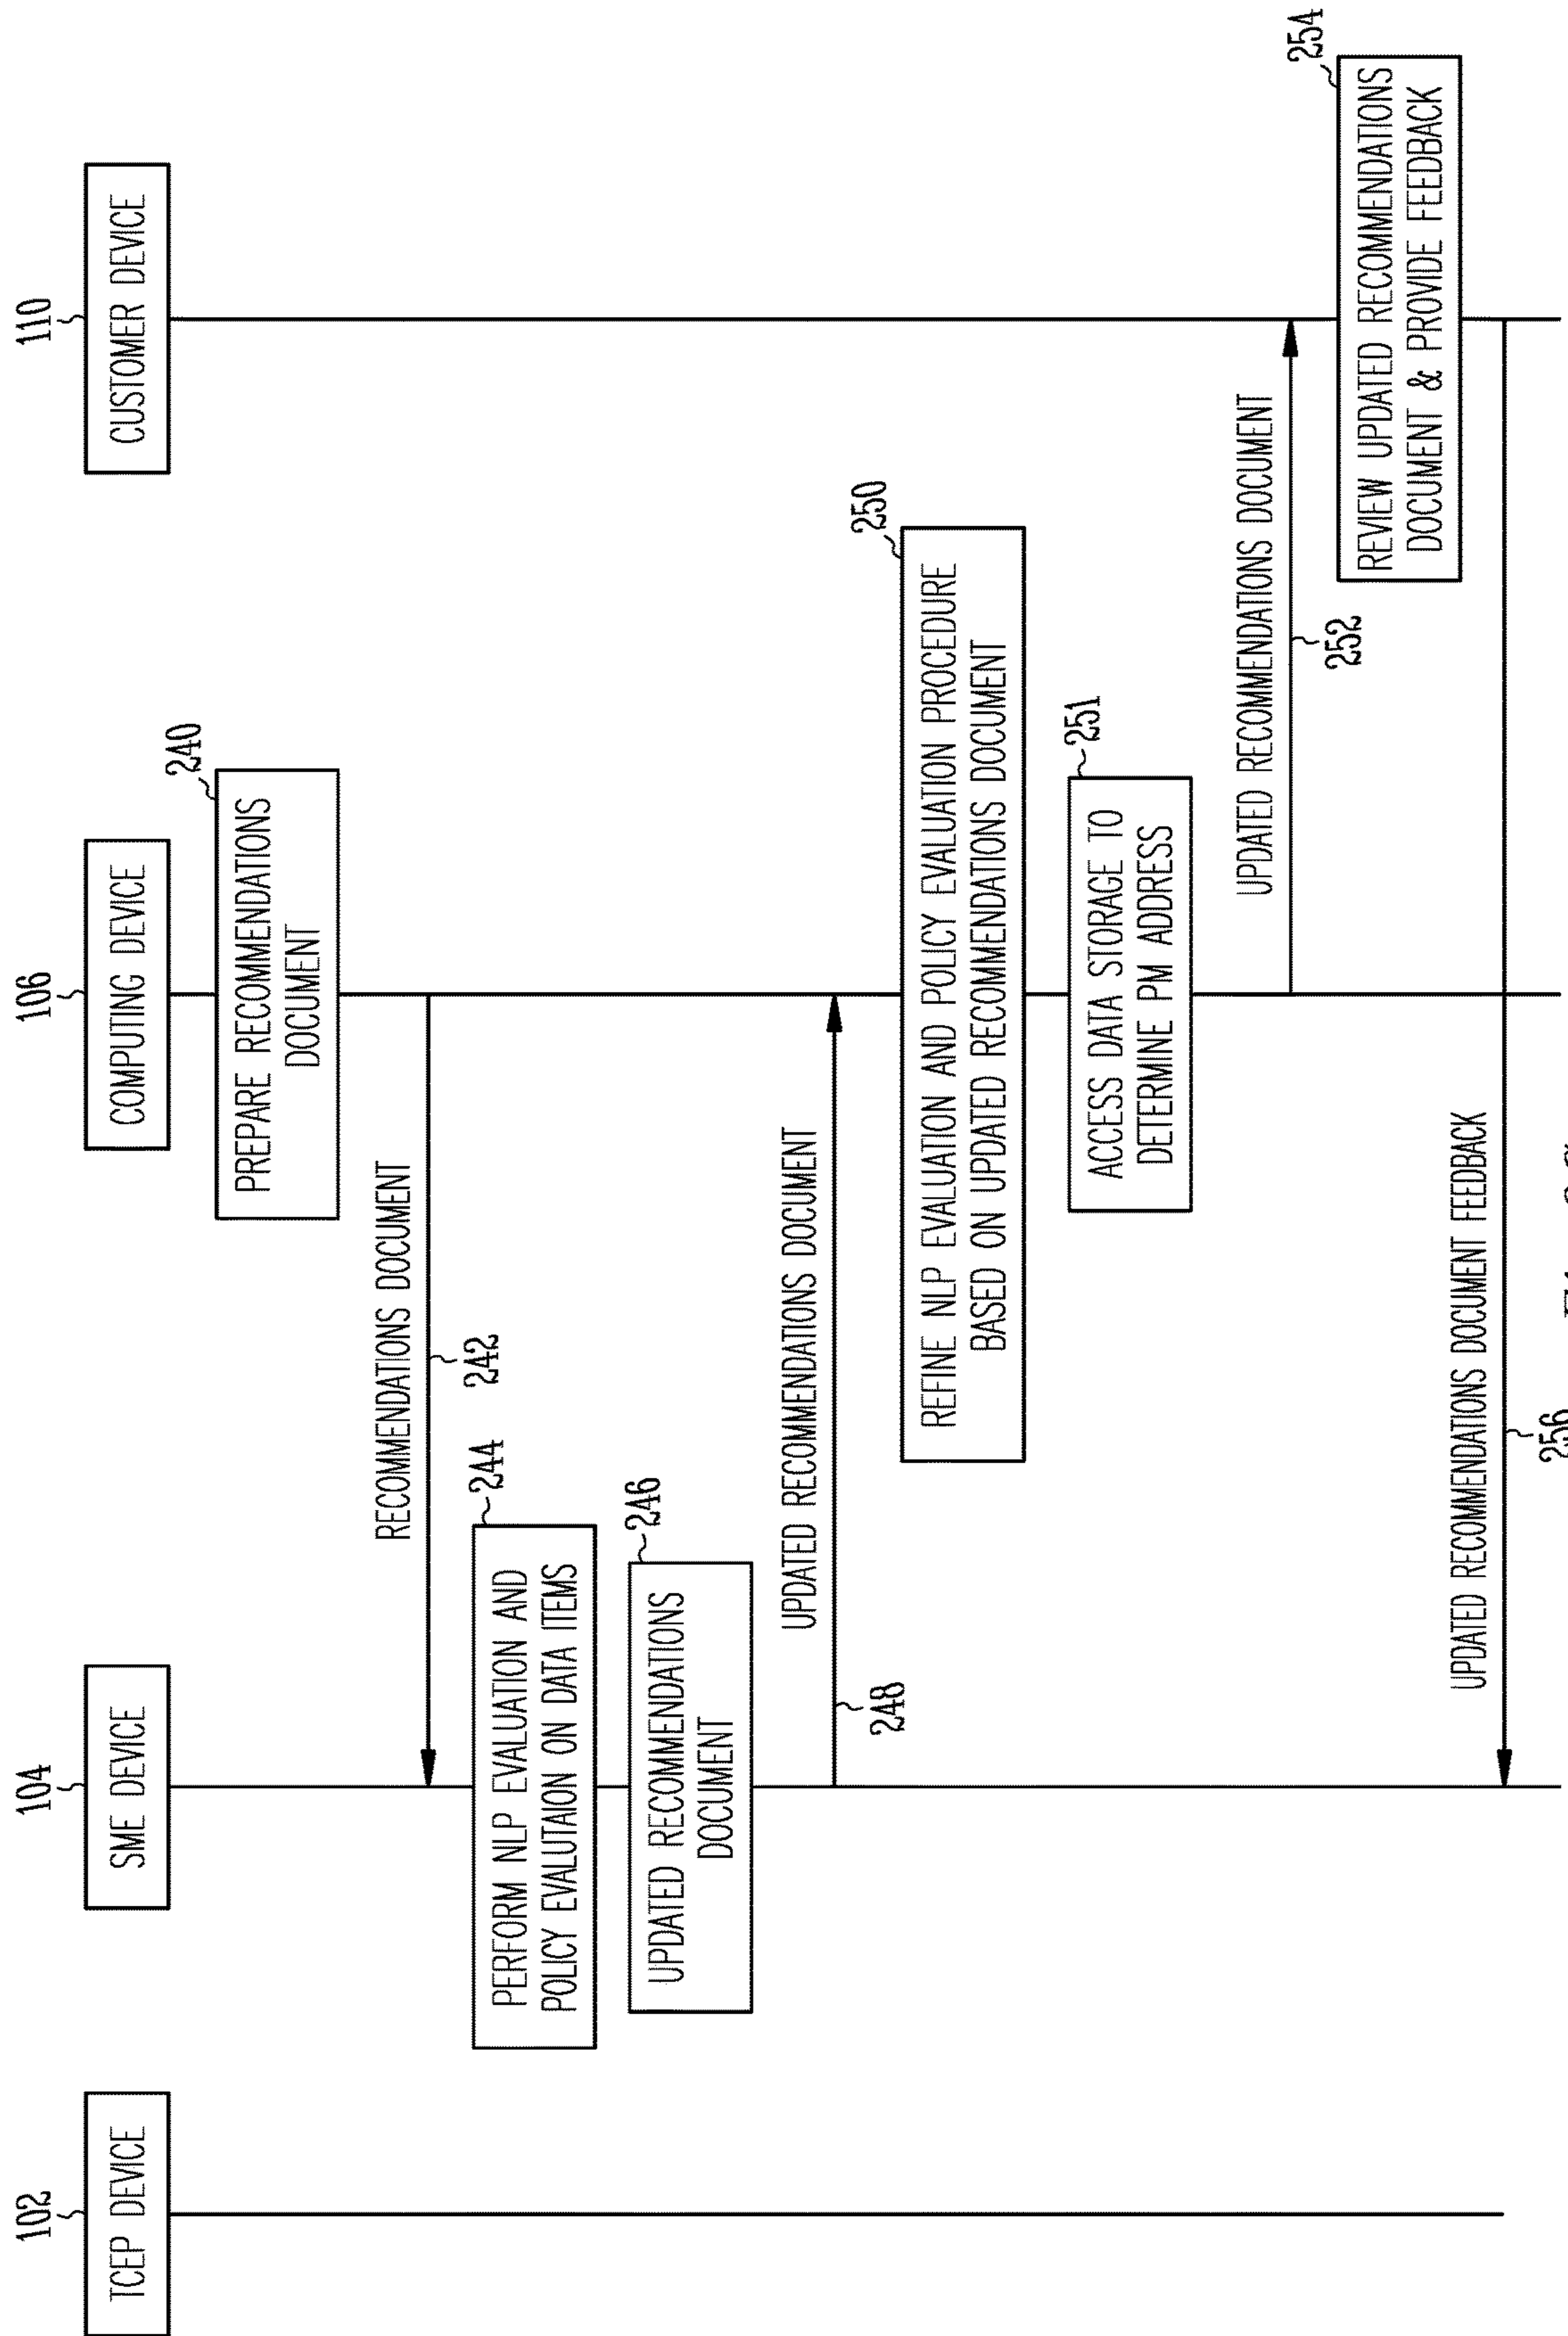 102
TCEP DEVICE
104
SME DEVICE
106
COMPUTING DEVICE
110
CUSTOMER DEVICE
240
PREPARE RECOMMENDATIONS
DOCUMENT
RECOMMENDATIONS DOCUMENT
242
244
PERFORM NLP EVALUATION AND
POLICY EVALUTAION ON DATA ITEMS
246
UPDATED RECOMMENDATIONS
DOCUMENT
UPDATED RECOMMENDATIONS DOCUMENT
248
250
REFINE NLP EVALUATION AND POLICY EVALUATION PROCEDURE
BASED ON UPDATED RECOMMENDATIONS DOCUMENT
251
ACCESS DATA STORAGE TO
DETERMINE PM ADDRESS
UPDATED RECOMMENDATIONS DOCUMENT
252
254
REVIEW UPDATED RECOMMENDATIONS
DOCUMENT & PROVIDE FEEDBACK
UPDATED RECOMMENDATIONS DOCUMENT FEEDBACK
256